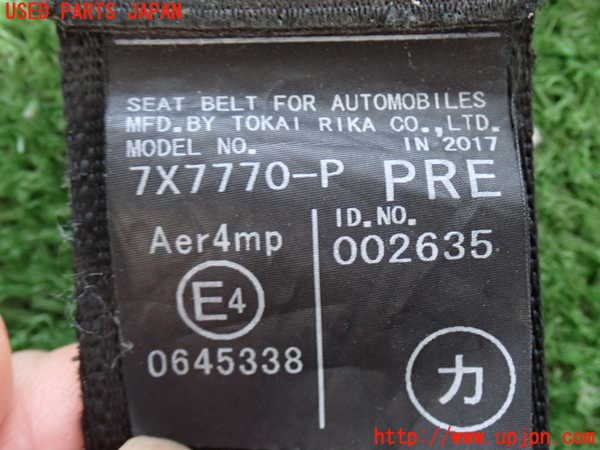 USED PARTS JAPAN
SEAT BELT FOR AUTOMOBILES
MFD.BY TOKAI RIKA CO.,LTD.
MODEL NO. IN 2017
7X7770-P PRE
Aer4mp
E4
0645338
ID.NO.
002635
カ
http://www.upjpn.com